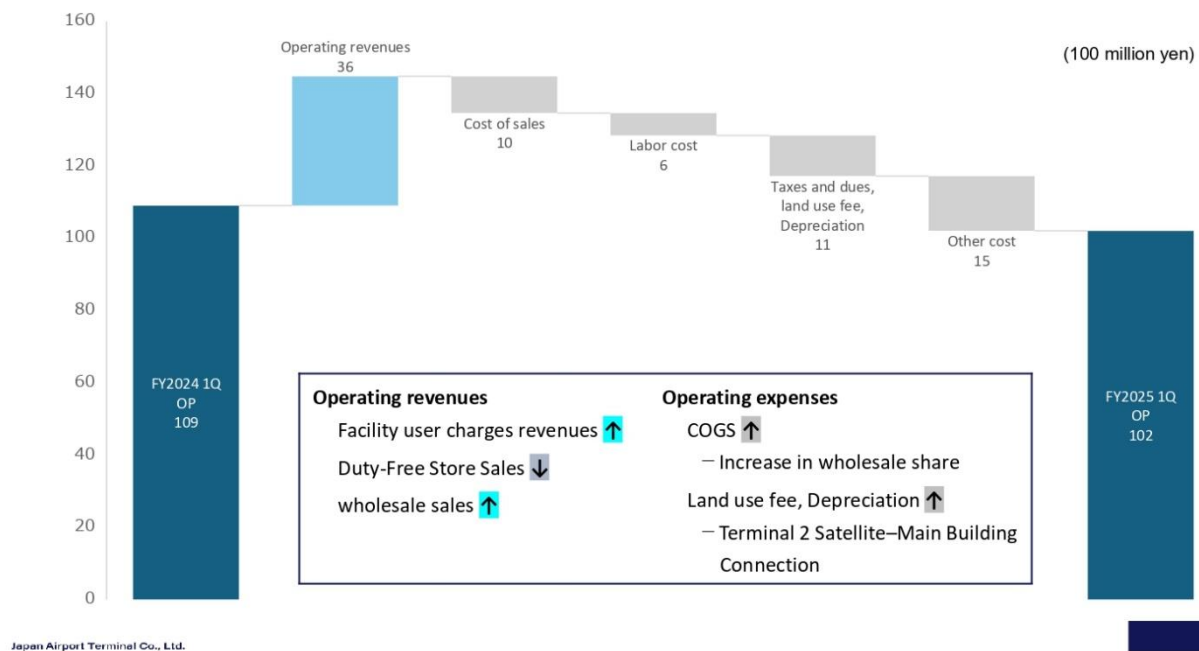 160
140
120
100
80
60
40
20
0
(100 million yen)
Operating revenues
36
Cost of sales
10
Labor cost
6
Taxes and dues,
land use fee,
Depreciation
11
Other cost
15
FY2024 1Q
OP
109
FY2025 1Q
OP
102
Operating revenues
Facility user charges revenues ↑
Duty-Free Store Sales ↓
wholesale sales ↑
Operating expenses
COGS ↑
– Increase in wholesale share
Land use fee, Depreciation ↑
– Terminal 2 Satellite–Main Building
Connection
Japan Airport Terminal Co., Ltd.